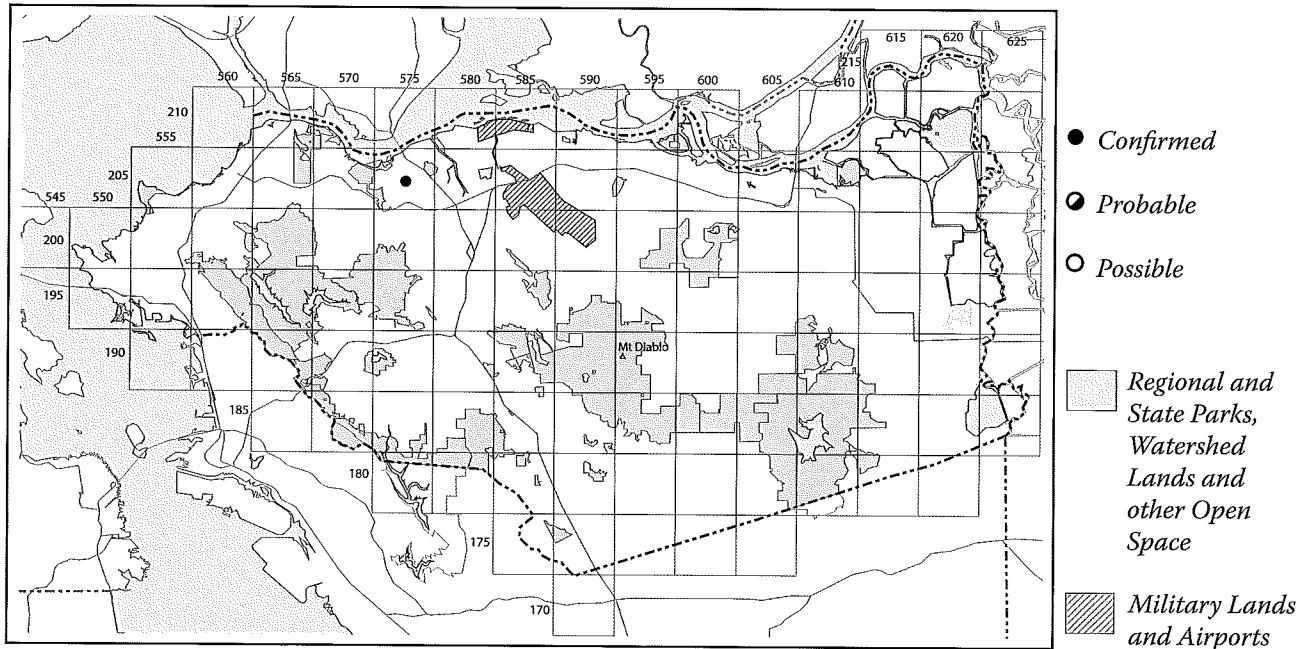 615 620 625
215
560 565 570 575 580 585 590 595 600 605 610
210
555
205
545 550
200
195
190
Mt Diablo
185
180
175
170
Confirmed
Probable
Possible
Regional and
State Parks,
Watershed
Lands and
other Open
Space
Military Lands
and Airports